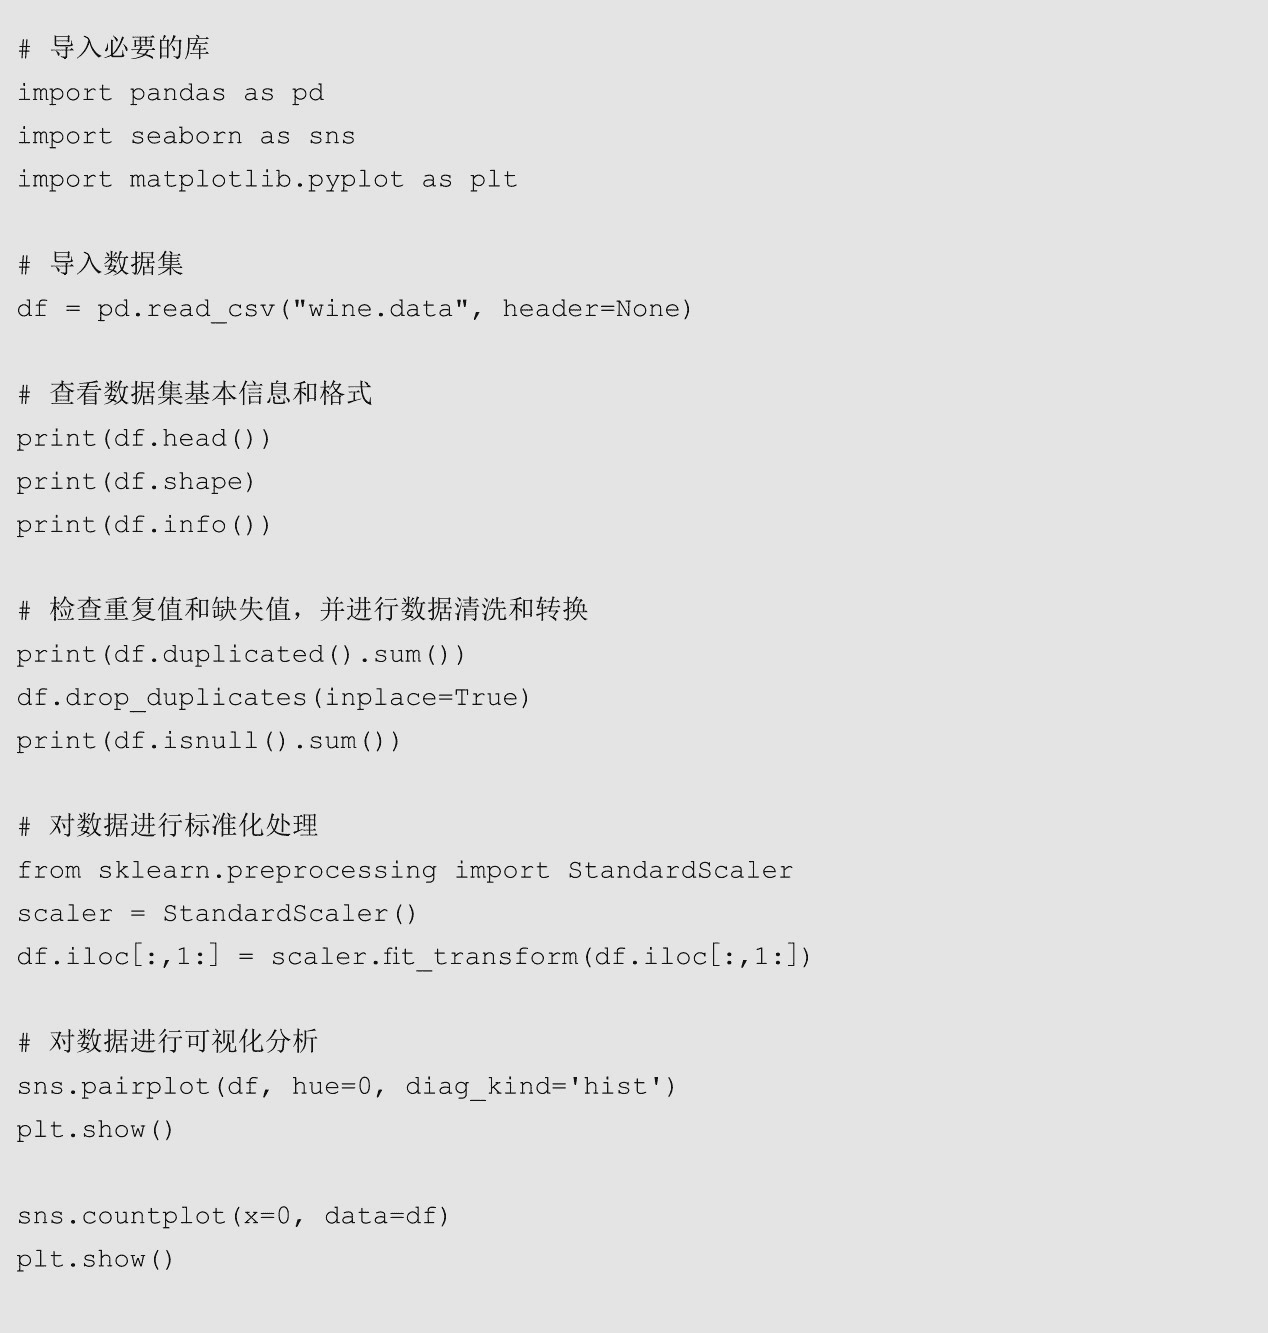 # 导入必要的库
import pandas as pd
import seaborn as sns
import matplotlib.pyplot as plt
# 导入数据集
df = pd.read_csv("wine.data", header=None)
# 查看数据集基本信息和格式
print(df.head())
print(df.shape)
print(df.info())
# 检查重复值和缺失值，并进行数据清洗和转换
print(df.duplicated().sum())
df.drop_duplicates(inplace=True)
print(df.isnull().sum())
# 对数据进行标准化处理
from sklearn.preprocessing import StandardScaler
scaler = StandardScaler()
df.iloc[:,1:] = scaler.fit_transform(df.iloc[:,1:])
# 对数据进行可视化分析
sns.pairplot(df, hue=0, diag_kind='hist')
plt.show()
sns.countplot(x=0, data=df)
plt.show()